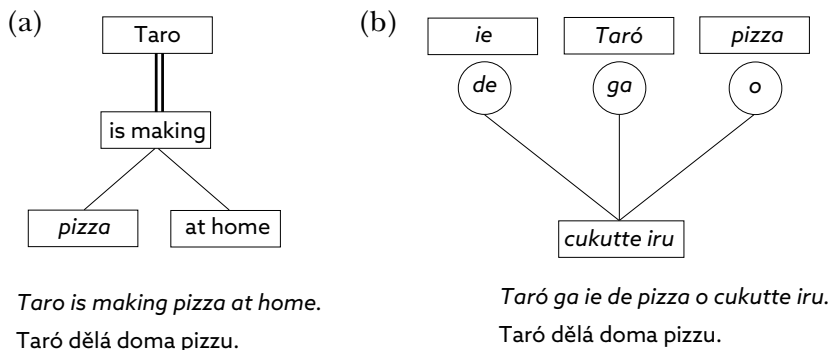 (a)
Taro
is making
pizza
at home
Taro is making pizza at home.
Taró dělá doma pizzu.
(b)
ie Taró pizza
de ga o
cukutte iru
Taró ga ie de pizza o cukutte iru.
Taró dělá doma pizzu.